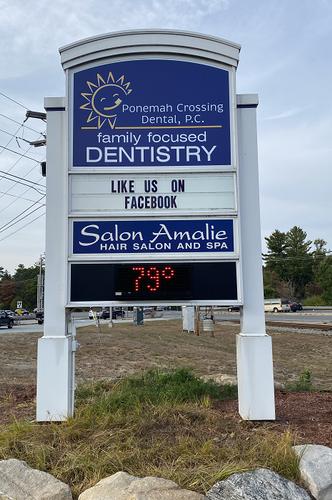 Ponemah Crossing
Dental, P.C.
family focused
DENTISTRY
LIKE US ON
FACEBOOK
Salon Amalie
HAIR SALON AND SPA
79°